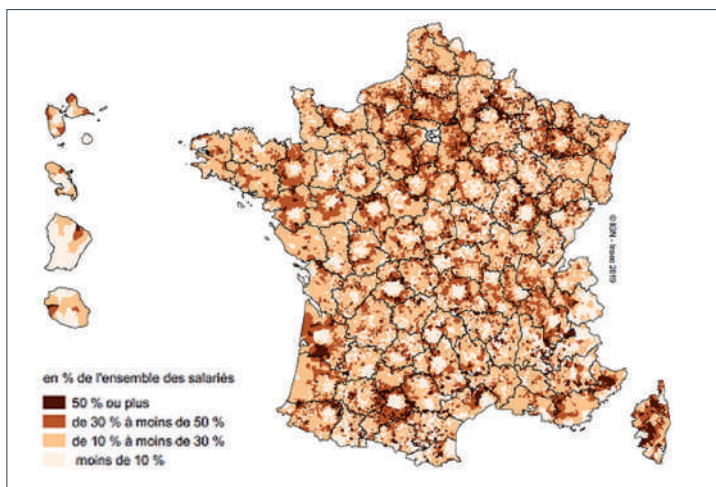 © IGN - Insee 2019
en % de l'ensemble des salariés
50 % ou plus
de 30 % à moins de 50 %
de 10 % à moins de 30 %
moins de 10 %